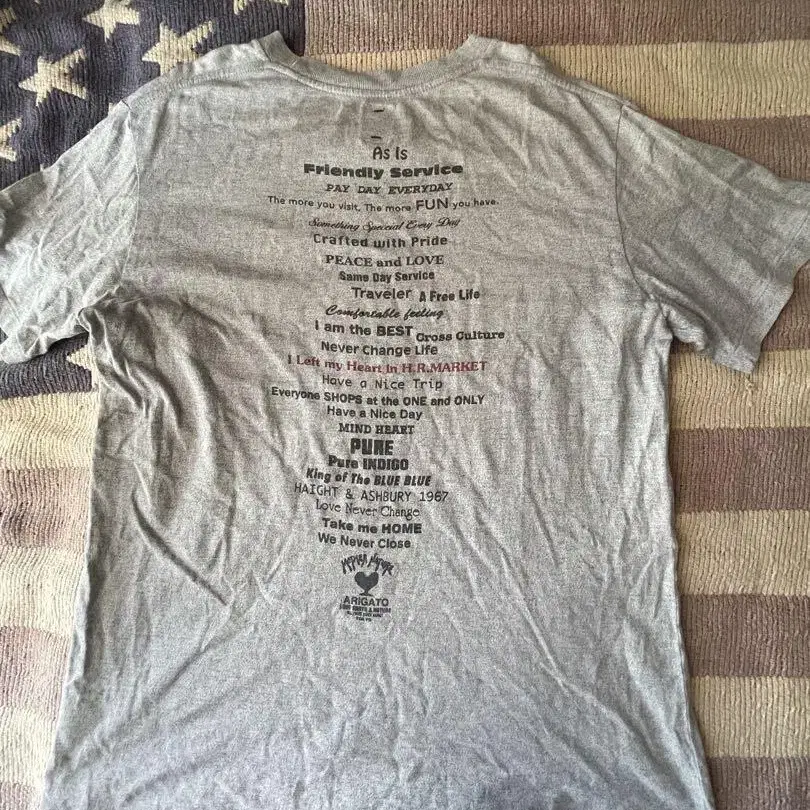 As Is
Friendly Service
PAY DAY EVERYDAY
The more you visit, The more FUN you have.
Something Special Every Day
Crafted with Pride
PEACE and LOVE
Same Day Service
Traveler A Free Life
Comfortable feeling
I am the BEST Cross Culture
Never Change Life
I Left my Heart in H.R.MARKET
Have a Nice Trip
Everyone SHOPS at the ONE and ONLY
Have a Nice Day
MIND HEART
PURE
Pure INDIGO
King of The BLUE BLUE
HAIGHT & ASHBURY 1967
Love Never Change
Take me HOME
We Never Close
ARIGATO